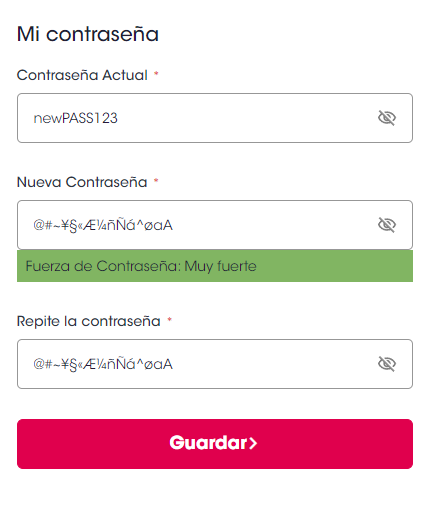 Mi contraseña
Contraseña Actual *
newPASS123
Nueva Contraseña *
@#~¥§«Æ¼ñÑá^øaA
Fuerza de Contraseña: Muy fuerte
Repite la contraseña *
@#~¥§«Æ¼ñÑá^øaA
Guardar